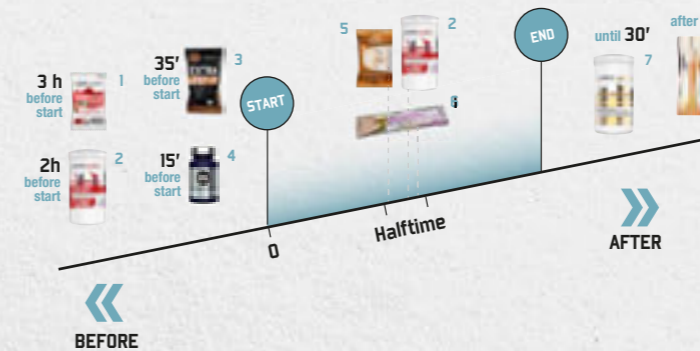 3 h
before
start
1
35'
before
start
3
2h
before
start
2
15'
before
start
4
START
5
2
END
until 30'
7
after
0
Halftime
BEFORE
AFTER